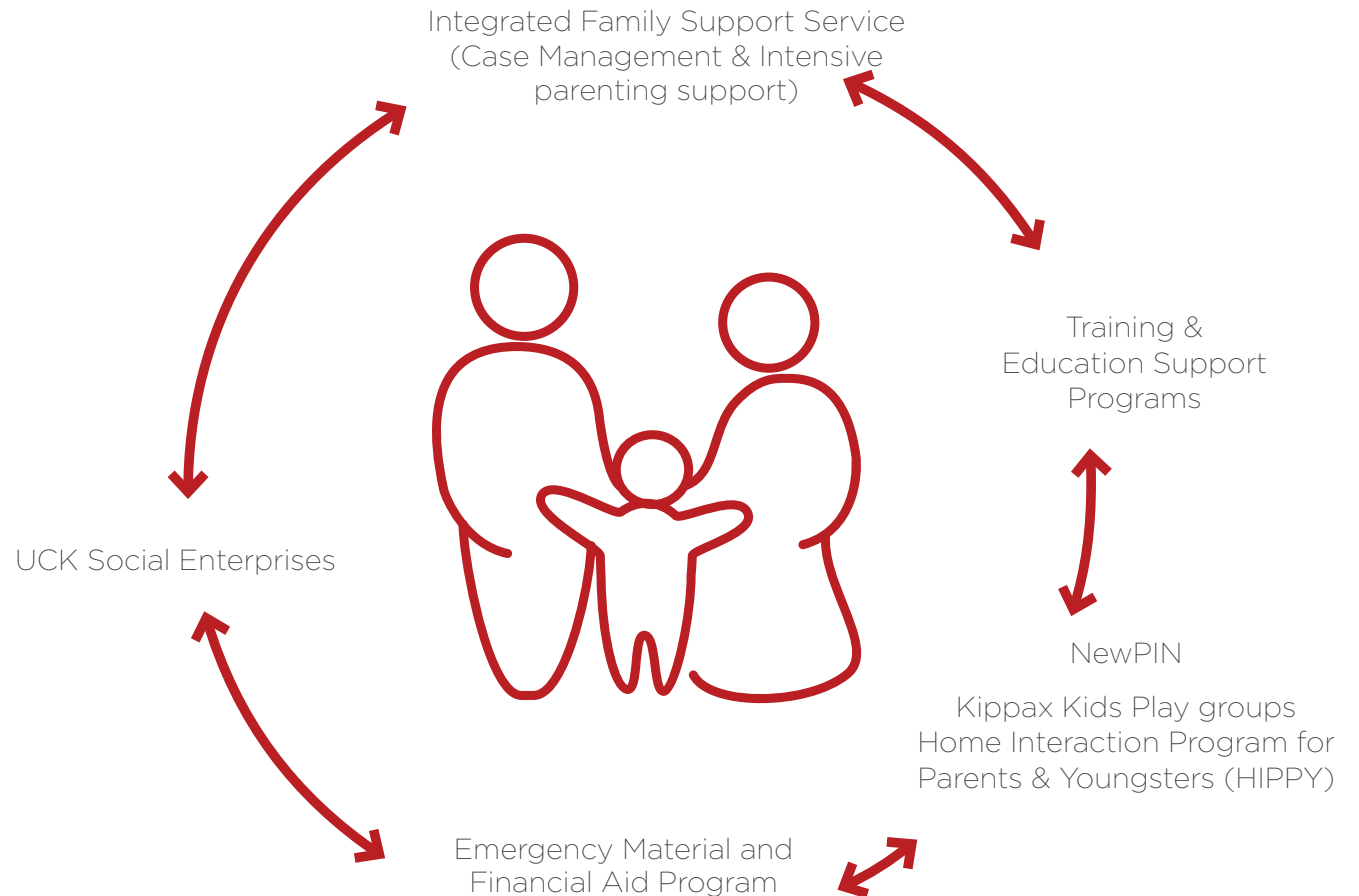 Integrated Family Support Service
(Case Management & Intensive
parenting support)
Training &
Education Support
Programs
UCK Social Enterprises
NewPIN
Kippax Kids Play groups
Home Interaction Program for
Parents & Youngsters (HIPPY)
Emergency Material and
Financial Aid Program